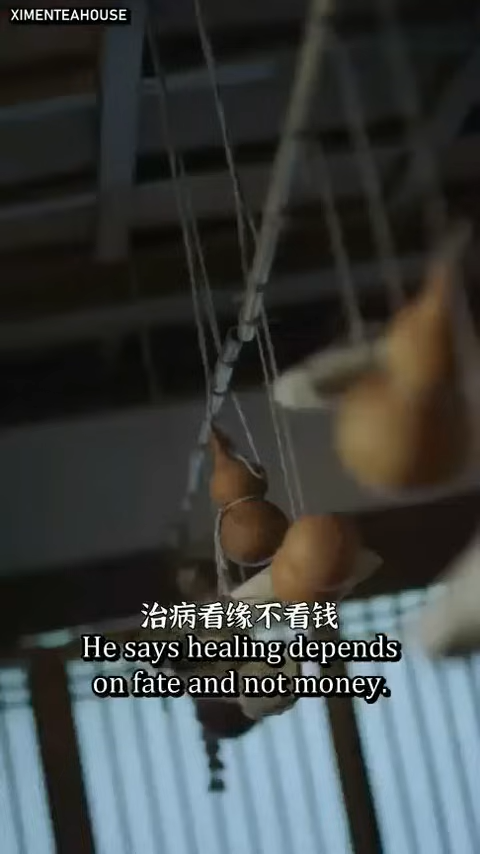 XIMENTEAHOUSE
治病看缘不看钱
He says healing depends
on fate and not money.